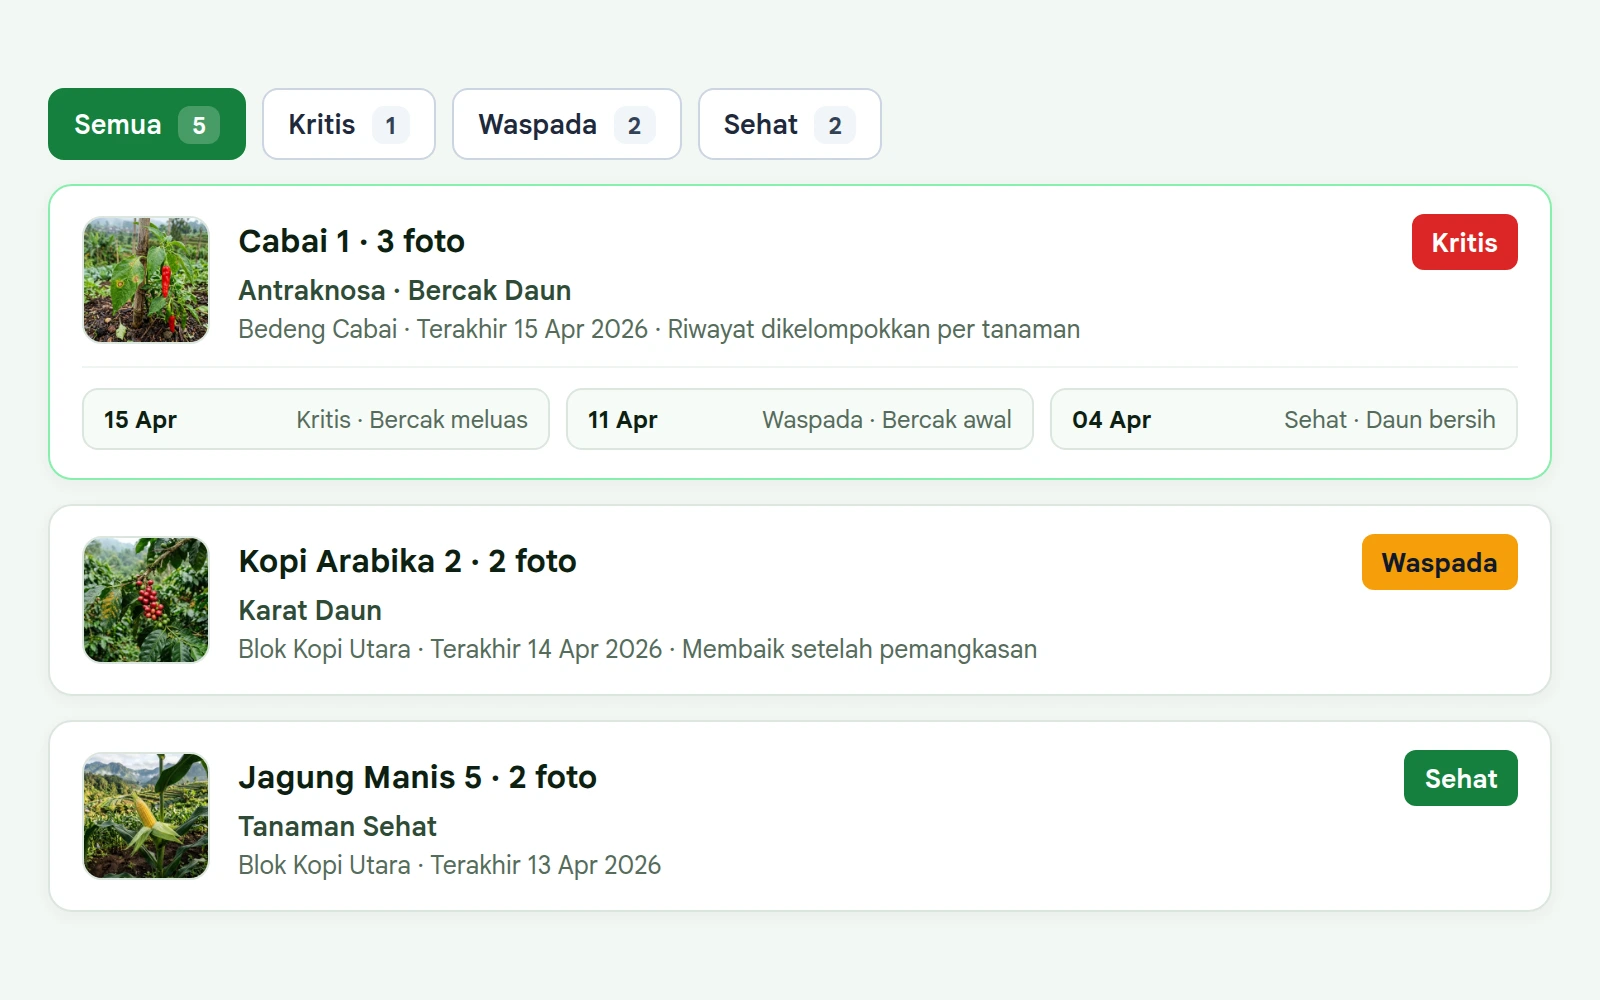 Semua 5 Kritis 1 Waspada 2 Sehat 2
Cabai 1 · 3 foto
Kritis
Antraknosa · Bercak Daun
Bedeng Cabai · Terakhir 15 Apr 2026 · Riwayat dikelompokkan per tanaman
15 Apr Kritis · Bercak meluas
11 Apr Waspada · Bercak awal
04 Apr Sehat · Daun bersih
Kopi Arabika 2 · 2 foto
Waspada
Karat Daun
Blok Kopi Utara · Terakhir 14 Apr 2026 · Membaik setelah pemangkasan
Jagung Manis 5 · 2 foto
Sehat
Tanaman Sehat
Blok Kopi Utara · Terakhir 13 Apr 2026